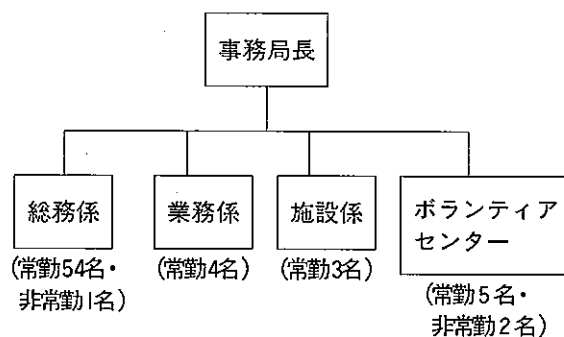 事務局長
総務係
業務係
施設係
ボランティア
センター
(常勤54名・
非常勤1名)
(常勤4名)
(常勤3名)
(常勤5名・
非常勤2名)